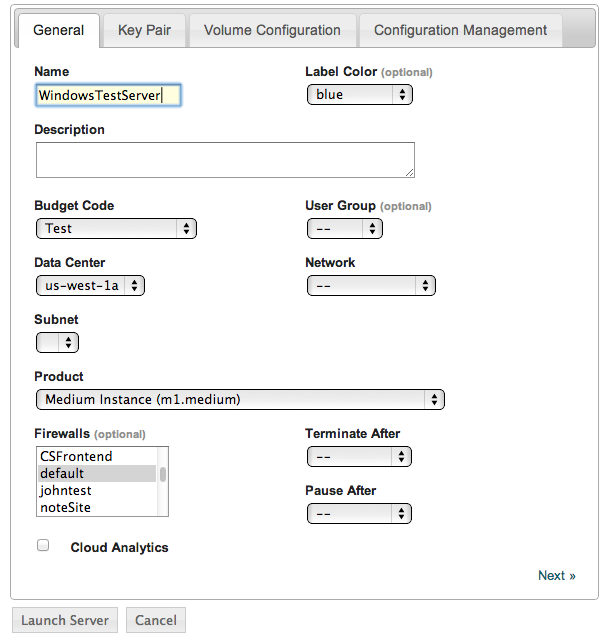 General Key Pair Volume Configuration Configuration Management
Name Label Color (optional)
WindowsTestServer blue
Description
Budget Code User Group (optional)
Test --
Data Center Network
us-west-1a --
Subnet
Product
Medium Instance (m1.medium)
Firewalls (optional) Terminate After
CSFrontend --
default
johntest Pause After
noteSite --
Cloud Analytics
Next »
Launch Server Cancel